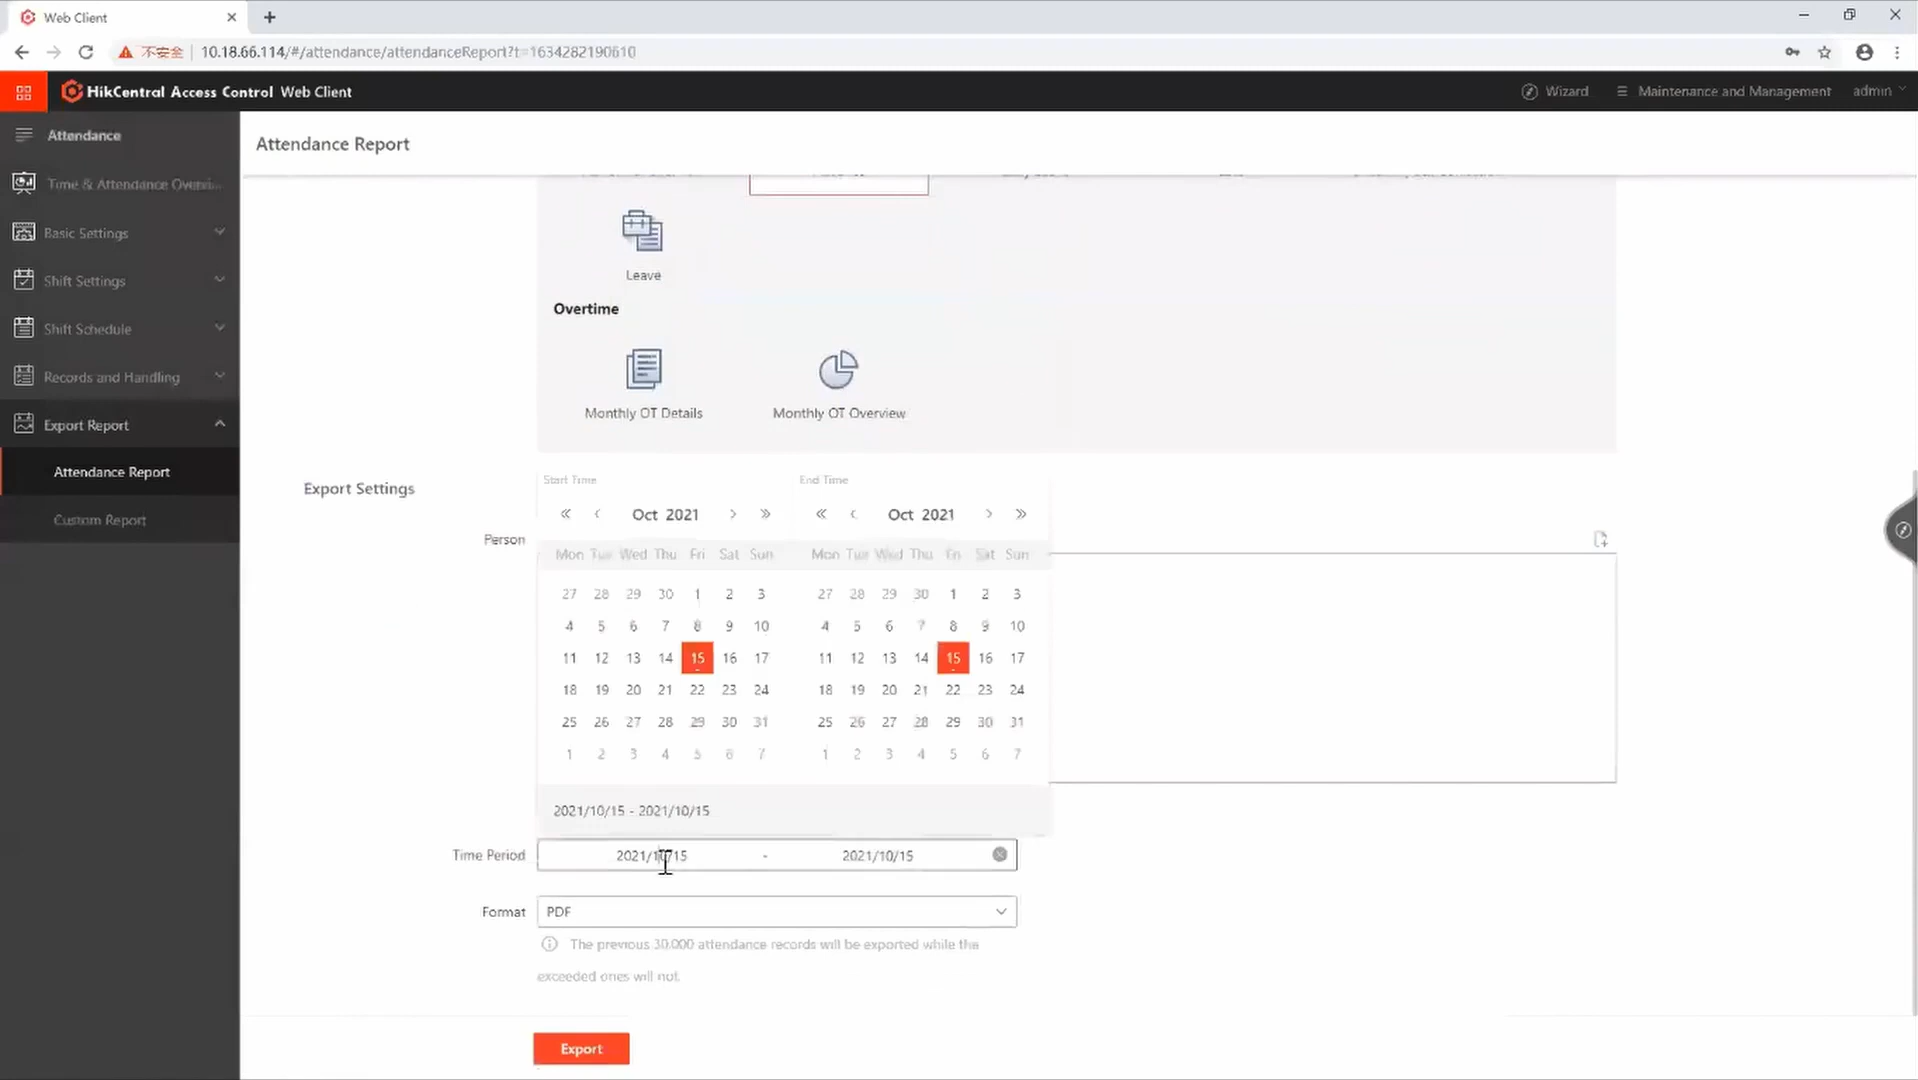 Web Client
不安全 10.18.66.114/#/attendance/attendanceReport?t=1634282190610
HikCentral Access Control Web Client
Wizard
Maintenance and Management
admin
Attendance
Attendance Report
Time & Attendance Overvi...
Basic Settings
Shift Settings
Shift Schedule
Records and Handling
Export Report
Attendance Report
Custom Report
Leave
Overtime
Monthly OT Details
Monthly OT Overview
Export Settings
Person
Start Time
End Time
Oct 2021
Oct 2021
Mon Tue Wed Thu Fri Sat Sun
Mon Tue Wed Thu Fri Sat Sun
27 28 29 30 1 2 3
27 28 29 30 1 2 3
4 5 6 7 8 9 10
4 5 6 7 8 9 10
11 12 13 14 15 16 17
11 12 13 14 15 16 17
18 19 20 21 22 23 24
18 19 20 21 22 23 24
25 26 27 28 29 30 31
25 26 27 28 29 30 31
1 2 3 4 5 6 7
1 2 3 4 5 6 7
2021/10/15 - 2021/10/15
Time Period
2021/10/15 - 2021/10/15
Format
PDF
The previous 30,000 attendance records will be exported while the
exceeded ones will not.
Export